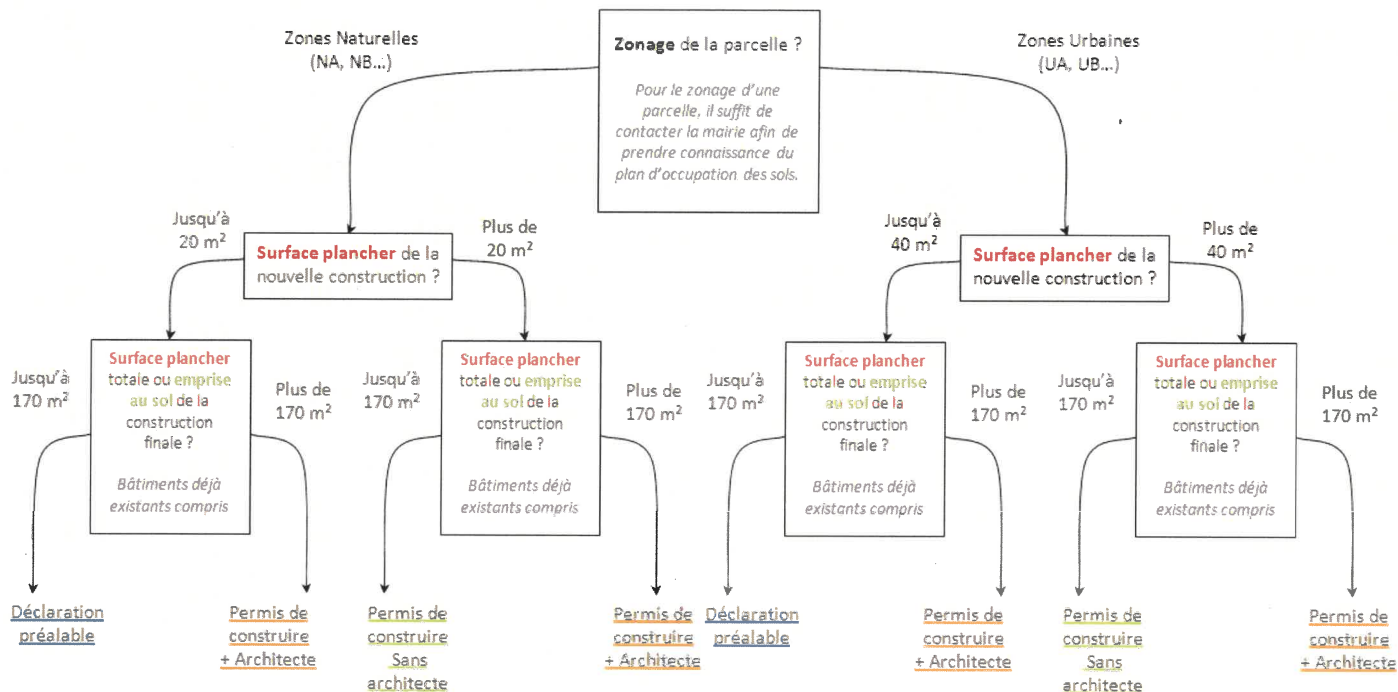 Zones Naturelles
(NA, NB...)
Zonage de la parcelle ?
Pour le zonage d'une
parcelle, il suffit de
contacter la mairie afin de
prendre connaissance du
plan d'occupation des sols.
Zones Urbaines
(UA, UB...)
Jusqu'à
20 m²
Surface plancher de la
nouvelle construction ?
Plus de
20 m²
Jusqu'à
40 m²
Surface plancher de la
nouvelle construction ?
Plus de
40 m²
Jusqu'à
170 m²
Surface plancher
totale ou emprise
au sol de la
construction
finale ?
Bâtiments déjà
existants compris
Plus de
170 m²
Jusqu'à
170 m²
Surface plancher
totale ou emprise
au sol de la
construction
finale ?
Bâtiments déjà
existants compris
Plus de
170 m²
Jusqu'à
170 m²
Surface plancher
totale ou emprise
au sol de la
construction
finale ?
Bâtiments déjà
existants compris
Plus de
170 m²
Jusqu'à
170 m²
Surface plancher
totale ou emprise
au sol de la
construction
finale ?
Bâtiments déjà
existants compris
Plus de
170 m²
Déclaration
préalable
Permis de
construire
+ Architecte
Permis de
construire
Sans
architecte
Permis de
construire
+ Architecte
Déclaration
préalable
Permis de
construire
+ Architecte
Permis de
construire
Sans
architecte
Permis de
construire
+ Architecte